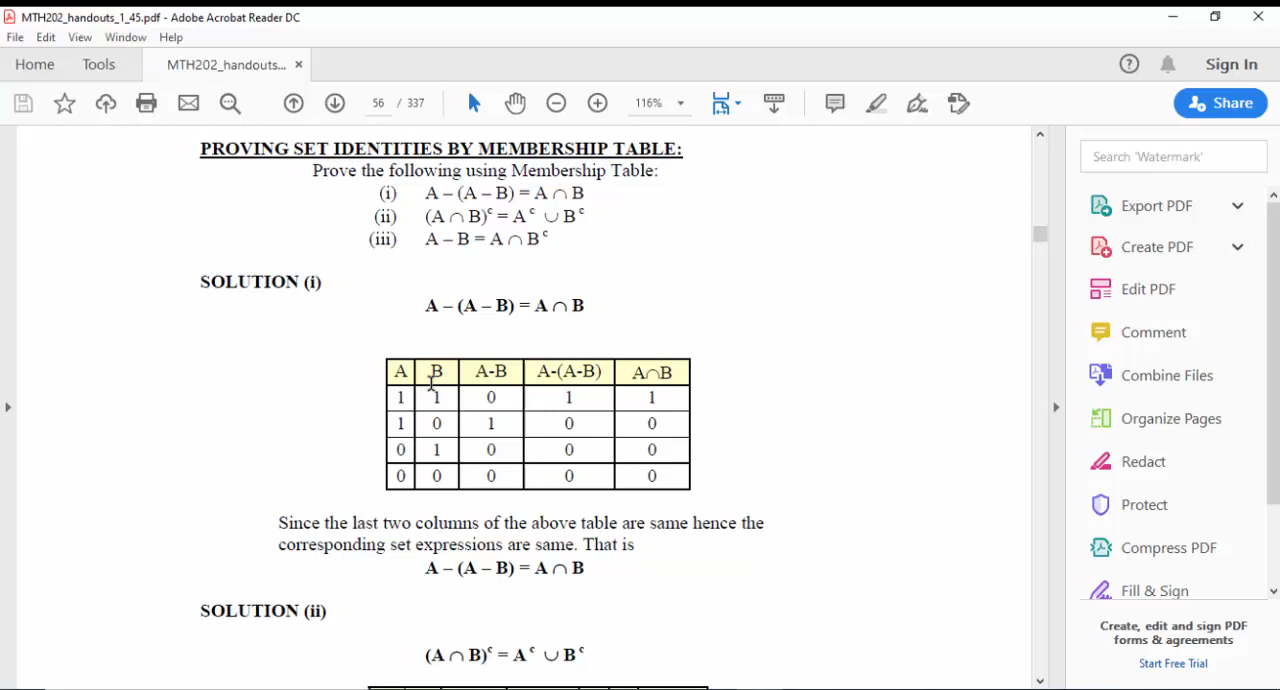 MTH202_handouts_1_45.pdf - Adobe Acrobat Reader DC
File Edit View Window Help
Home Tools MTH202_handouts... × Sign In
56 / 337 116% Share
PROVING SET IDENTITIES BY MEMBERSHIP TABLE:
Prove the following using Membership Table:
(i) A – (A – B) = A ∩ B
(ii) (A ∩ B)ᶜ = Aᶜ ∪ Bᶜ
(iii) A – B = A ∩ Bᶜ
SOLUTION (i)
A – (A – B) = A ∩ B
A B A-B A-(A-B) A∩B
1 1 0 1 1
1 0 1 0 0
0 1 0 0 0
0 0 0 0 0
Since the last two columns of the above table are same hence the
corresponding set expressions are same. That is
A – (A – B) = A ∩ B
SOLUTION (ii)
(A ∩ B)ᶜ = Aᶜ ∪ Bᶜ
Search 'Watermark'
Export PDF
Create PDF
Edit PDF
Comment
Combine Files
Organize Pages
Redact
Protect
Compress PDF
Fill & Sign
Create, edit and sign PDF
forms & agreements
Start Free Trial